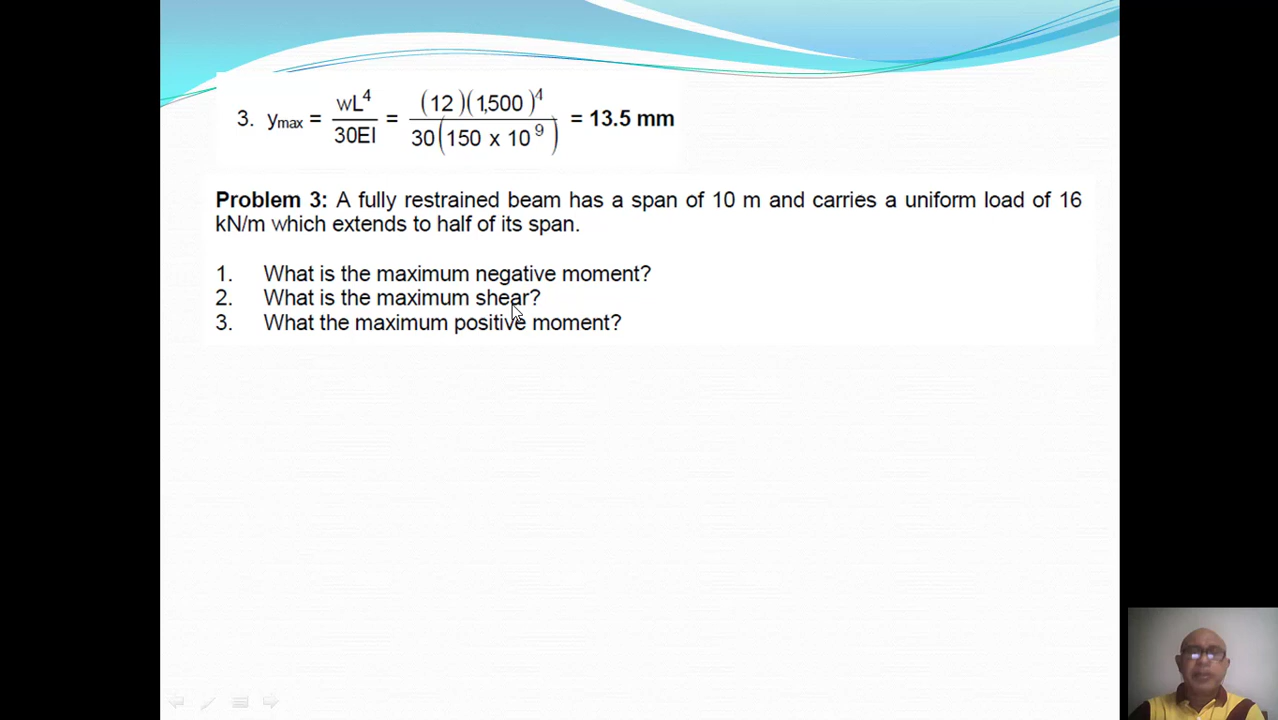 3. ymax = wL⁴/30EI = (12)(1,500)⁴/30(150 x 10⁹) = 13.5 mm
Problem 3: A fully restrained beam has a span of 10 m and carries a uniform load of 16
kN/m which extends to half of its span.
1. What is the maximum negative moment?
2. What is the maximum shear?
3. What the maximum positive moment?